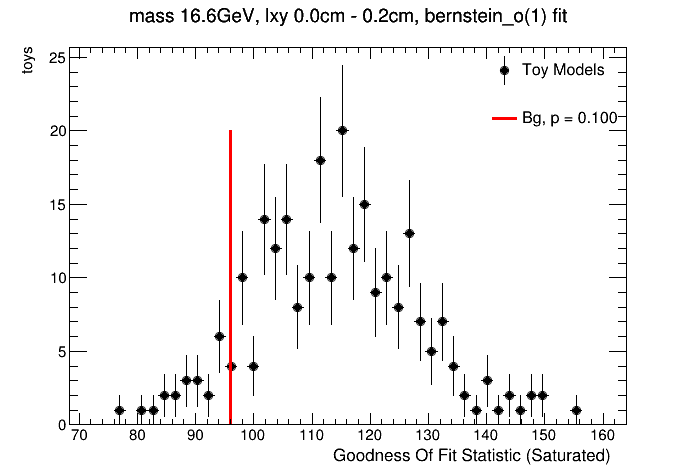 mass 16.6GeV, lxy 0.0cm - 0.2cm, bernstein_o(1) fit
toys
25
20
15
10
5
0
Toy Models
Bg, p = 0.100
70 80 90 100 110 120 130 140 150 160
Goodness Of Fit Statistic (Saturated)